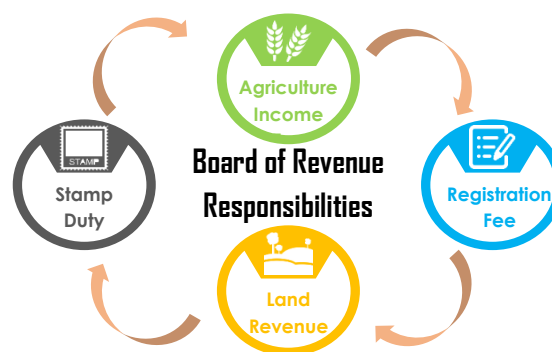 Agriculture
Income
Board of Revenue
Responsibilities
STAMP
Stamp
Duty
Registration
Fee
Land
Revenue